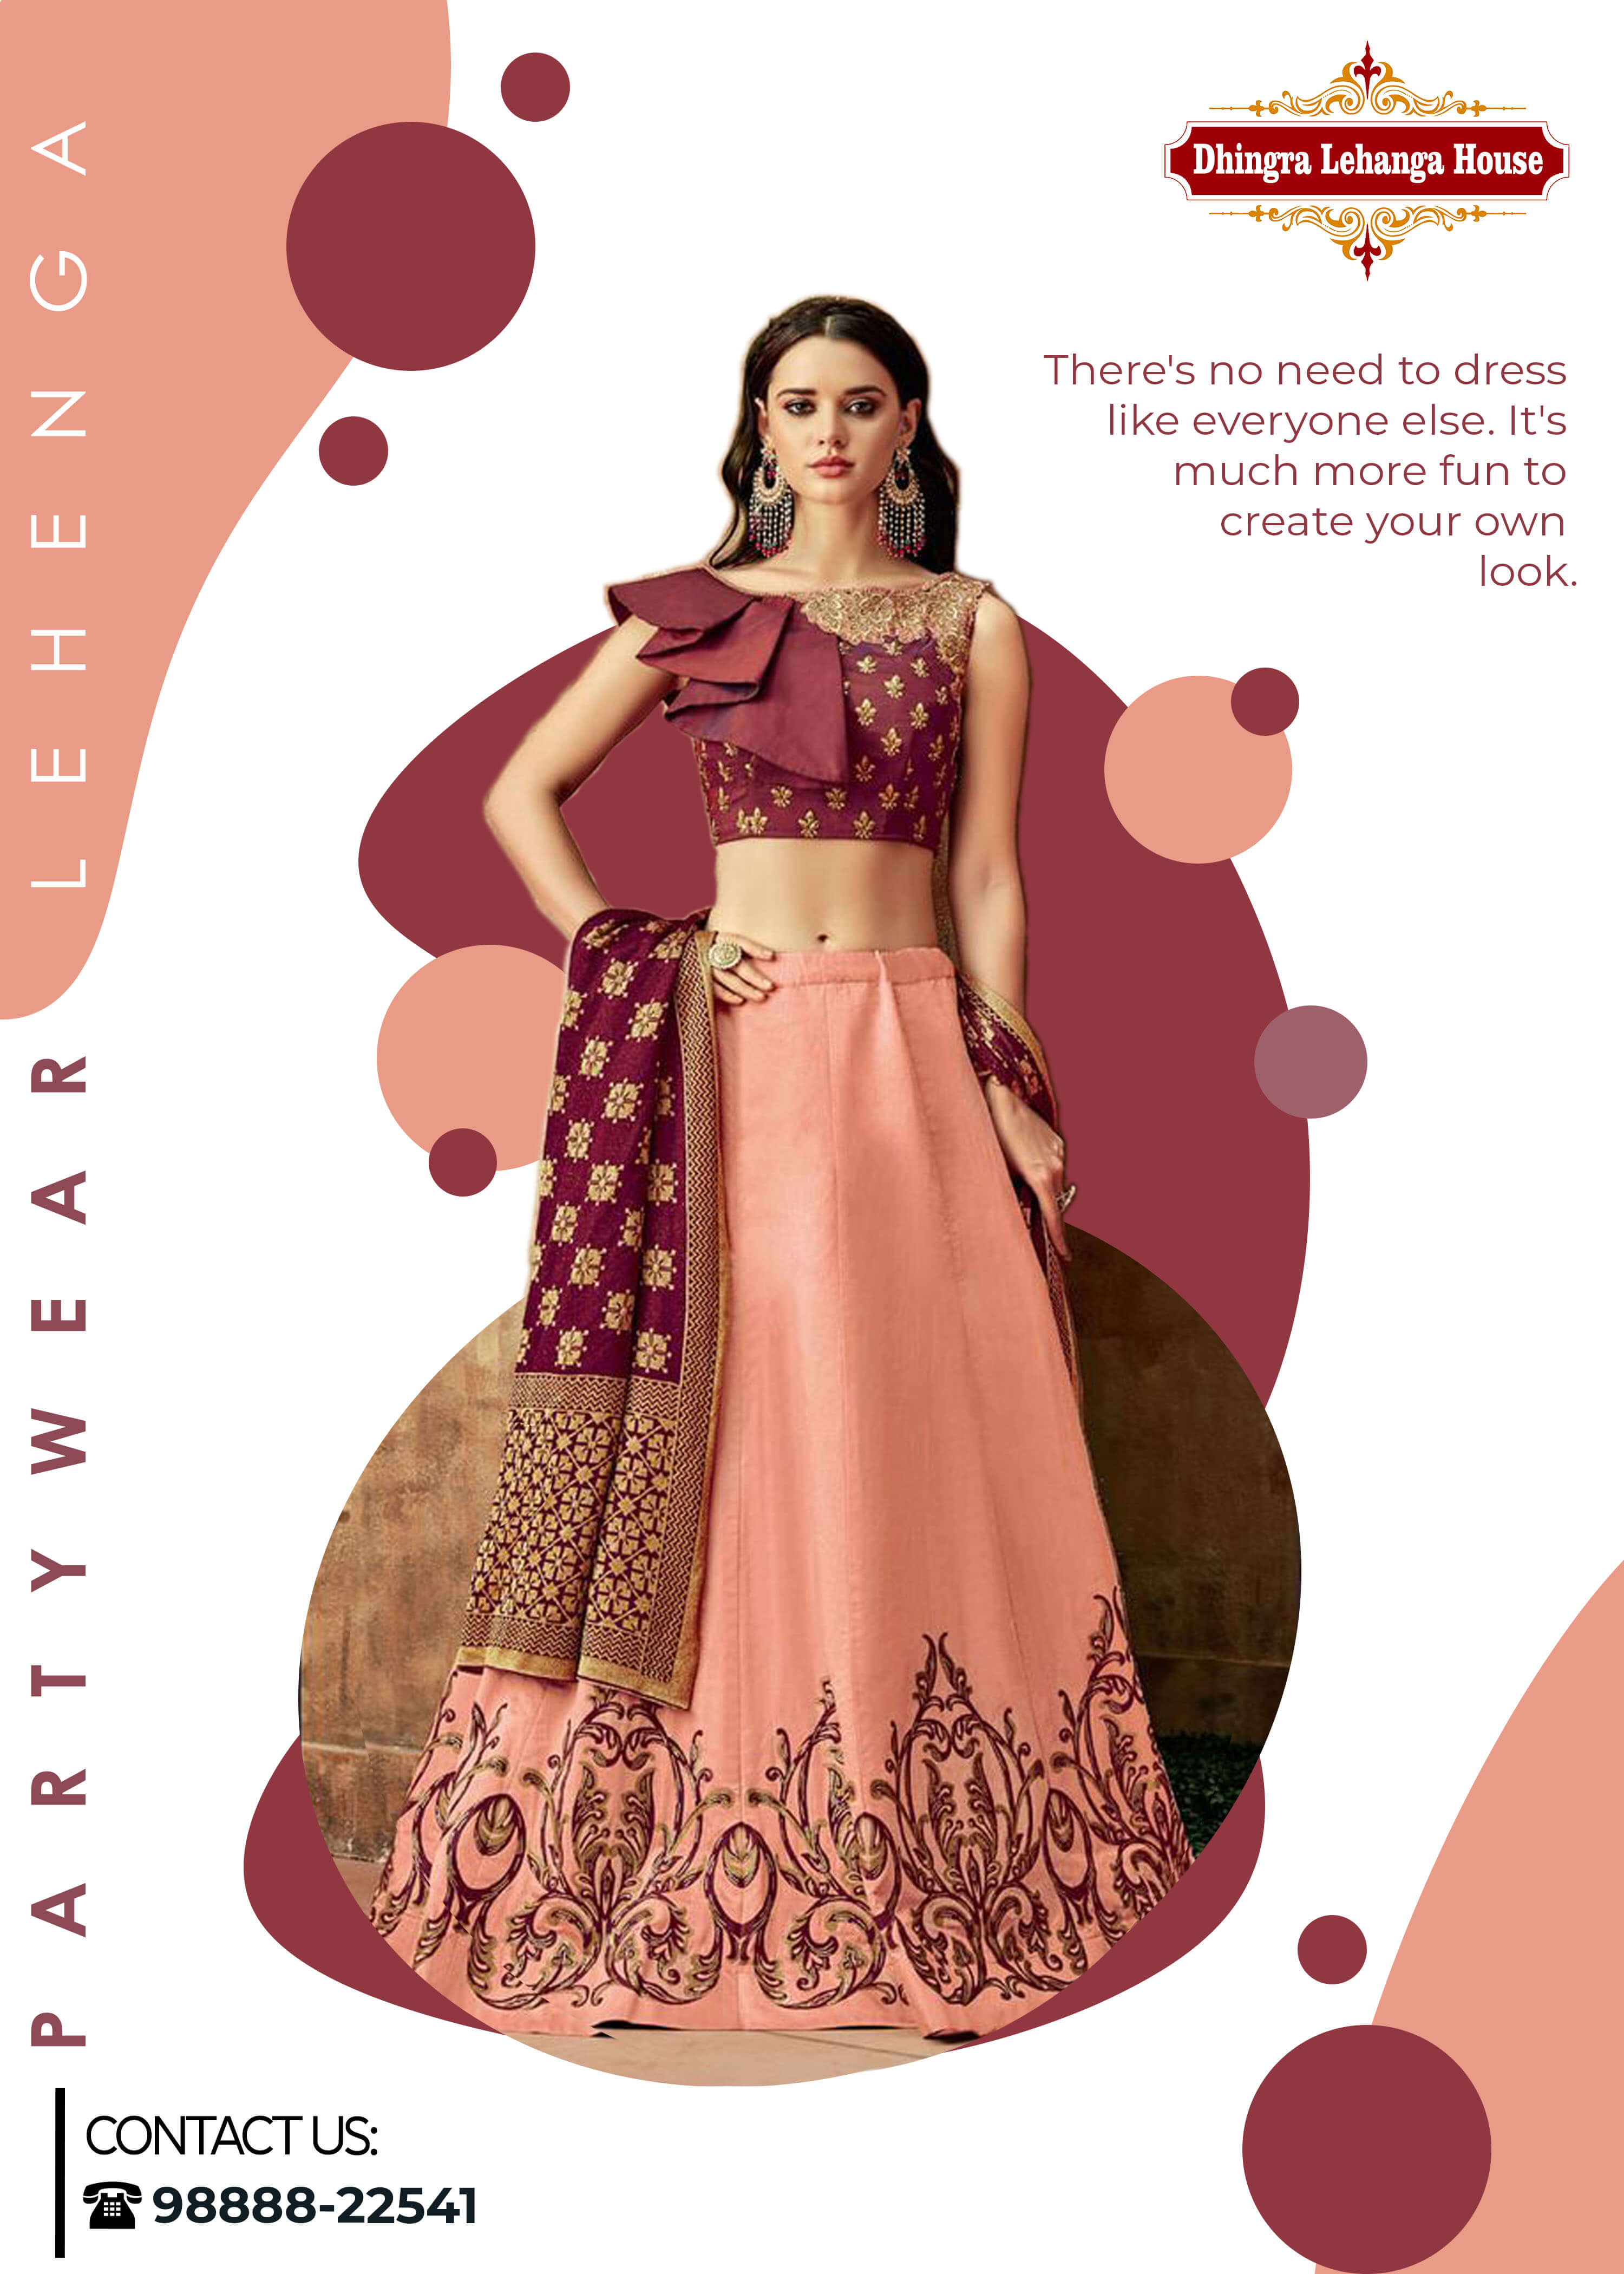 Dhingra Lehanga House
There's no need to dress
like everyone else. It's
much more fun to
create your own
look.
PARTYWEAR LEHENGA
CONTACT US:
98888-22541